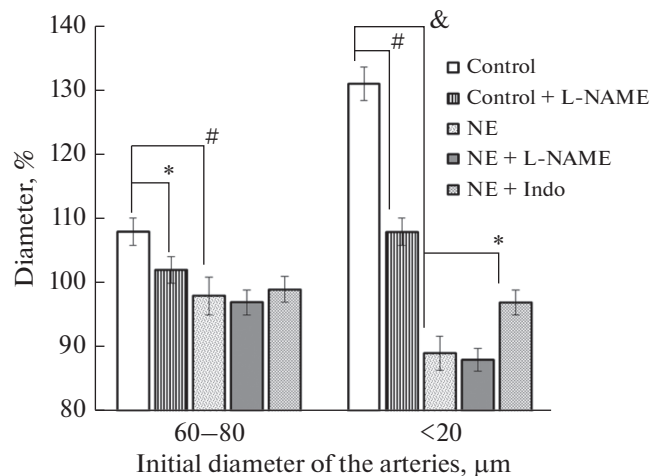 140
130
120
110
100
90
80
Diameter, %
*
#
#
&
*
Control
Control + L-NAME
NE
NE + L-NAME
NE + Indo
60–80
<20
Initial diameter of the arteries, μm